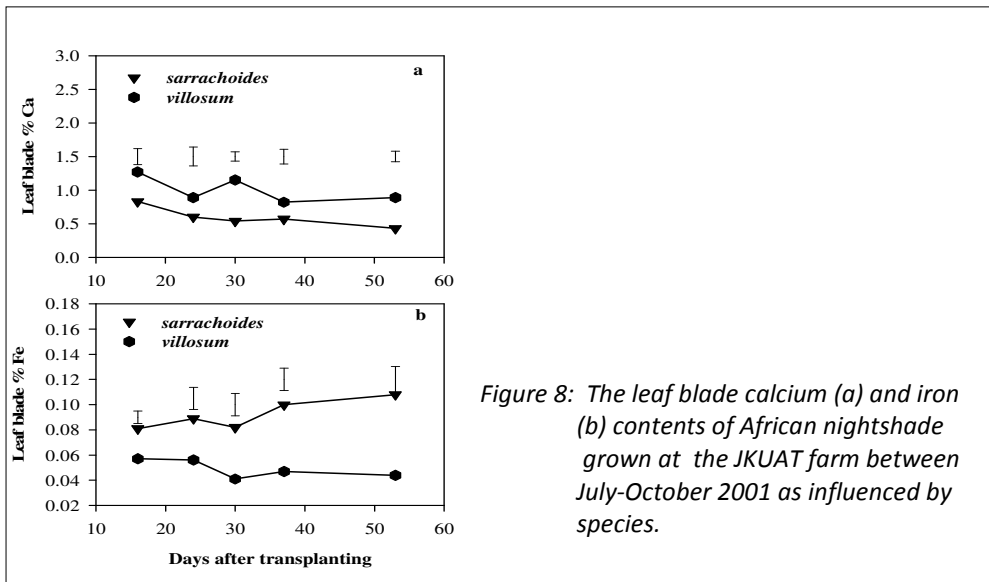 3.0
a
sarrachoides
2.5
villosum
2.0
Leaf blade % Ca
1.5
1.0
0.5
0.0
10 20 30 40 50 60
0.18
b
sarrachoides
0.16
villosum
0.14
Leaf blade % Fe
0.12
0.10
0.08
0.06
0.04
0.02
10 20 30 40 50 60
Days after transplanting
Figure 8: The leaf blade calcium (a) and iron
(b) contents of African nightshade
grown at the JKUAT farm between
July-October 2001 as influenced by
species.